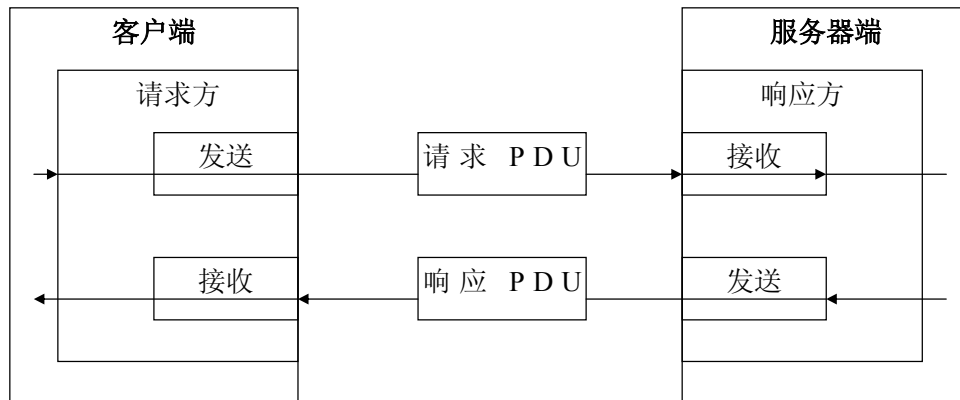 客户端
服务器端
请求方
响应方
发送
请求 PDU
接收
接收
响应 PDU
发送